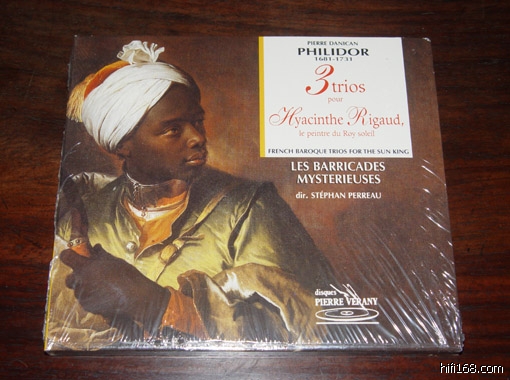 PIERRE DANICAN
PHILIDOR
1681-1731
3 trios
pour
Hyacinthe Rigaud,
le peintre du Roy soleil
FRENCH BAROQUE TRIOS FOR THE SUN KING
LES BARRICADES
MYSTERIEUSES
dir. STÉPHAN PERREAU
disques
PIERRE VERANY
hifi168.com